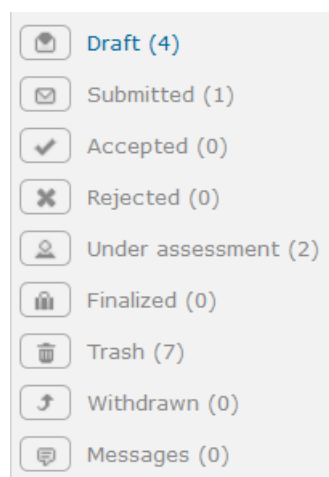 Draft (4)
Submitted (1)
Accepted (0)
Rejected (0)
Under assessment (2)
Finalized (0)
Trash (7)
Withdrawn (0)
Messages (0)